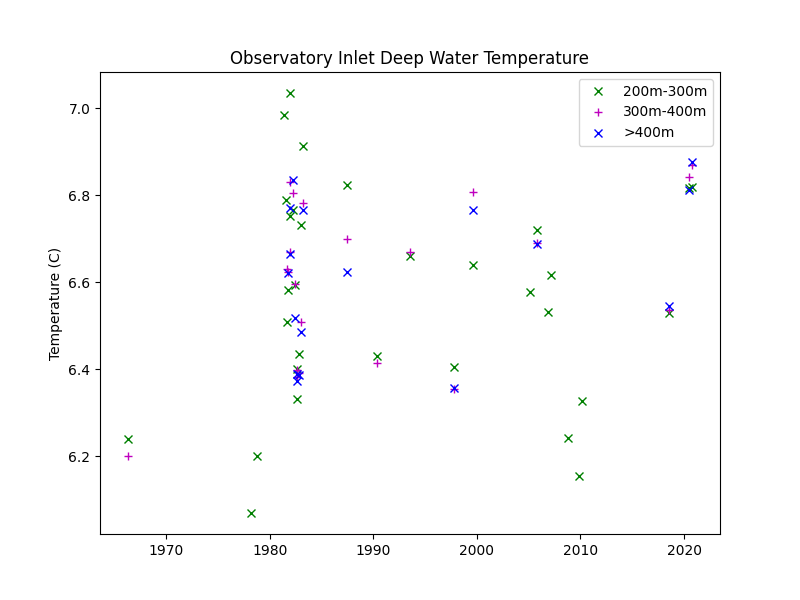 Observatory Inlet Deep Water Temperature
200m-300m
300m-400m
>400m
Temperature (C)
7.0
6.8
6.6
6.4
6.2
1970 1980 1990 2000 2010 2020